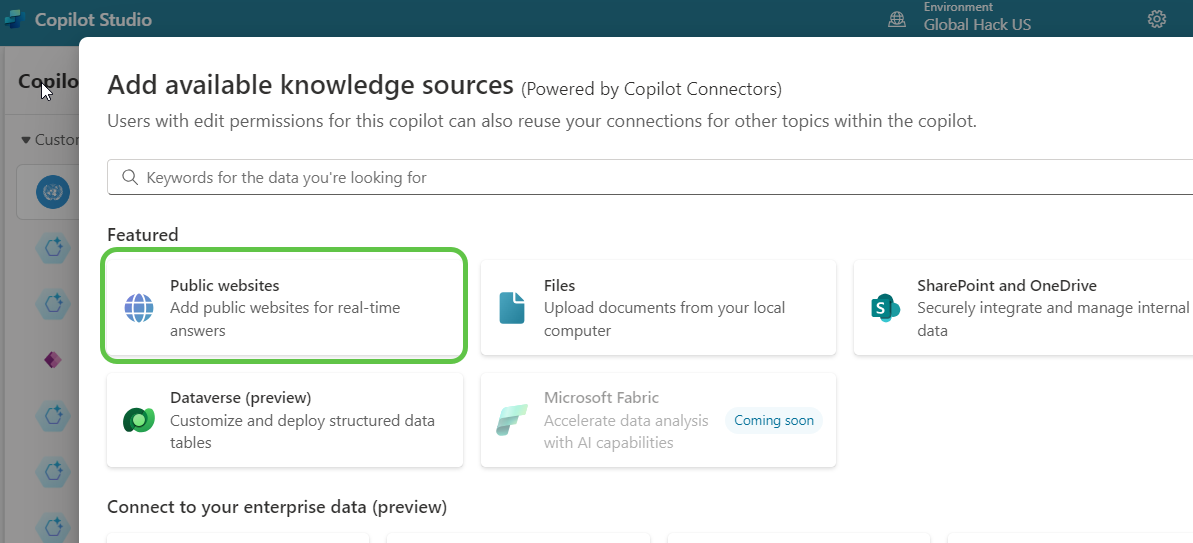 Copilot Studio
Environment
Global Hack US
Copilo
Custor
Add available knowledge sources (Powered by Copilot Connectors)
Users with edit permissions for this copilot can also reuse your connections for other topics within the copilot.
Keywords for the data you're looking for
Featured
Public websites
Add public websites for real-time
answers
Files
Upload documents from your local
computer
SharePoint and OneDrive
Securely integrate and manage internal
data
Dataverse (preview)
Customize and deploy structured data
tables
Microsoft Fabric
Accelerate data analysis
with AI capabilities
Coming soon
Connect to your enterprise data (preview)